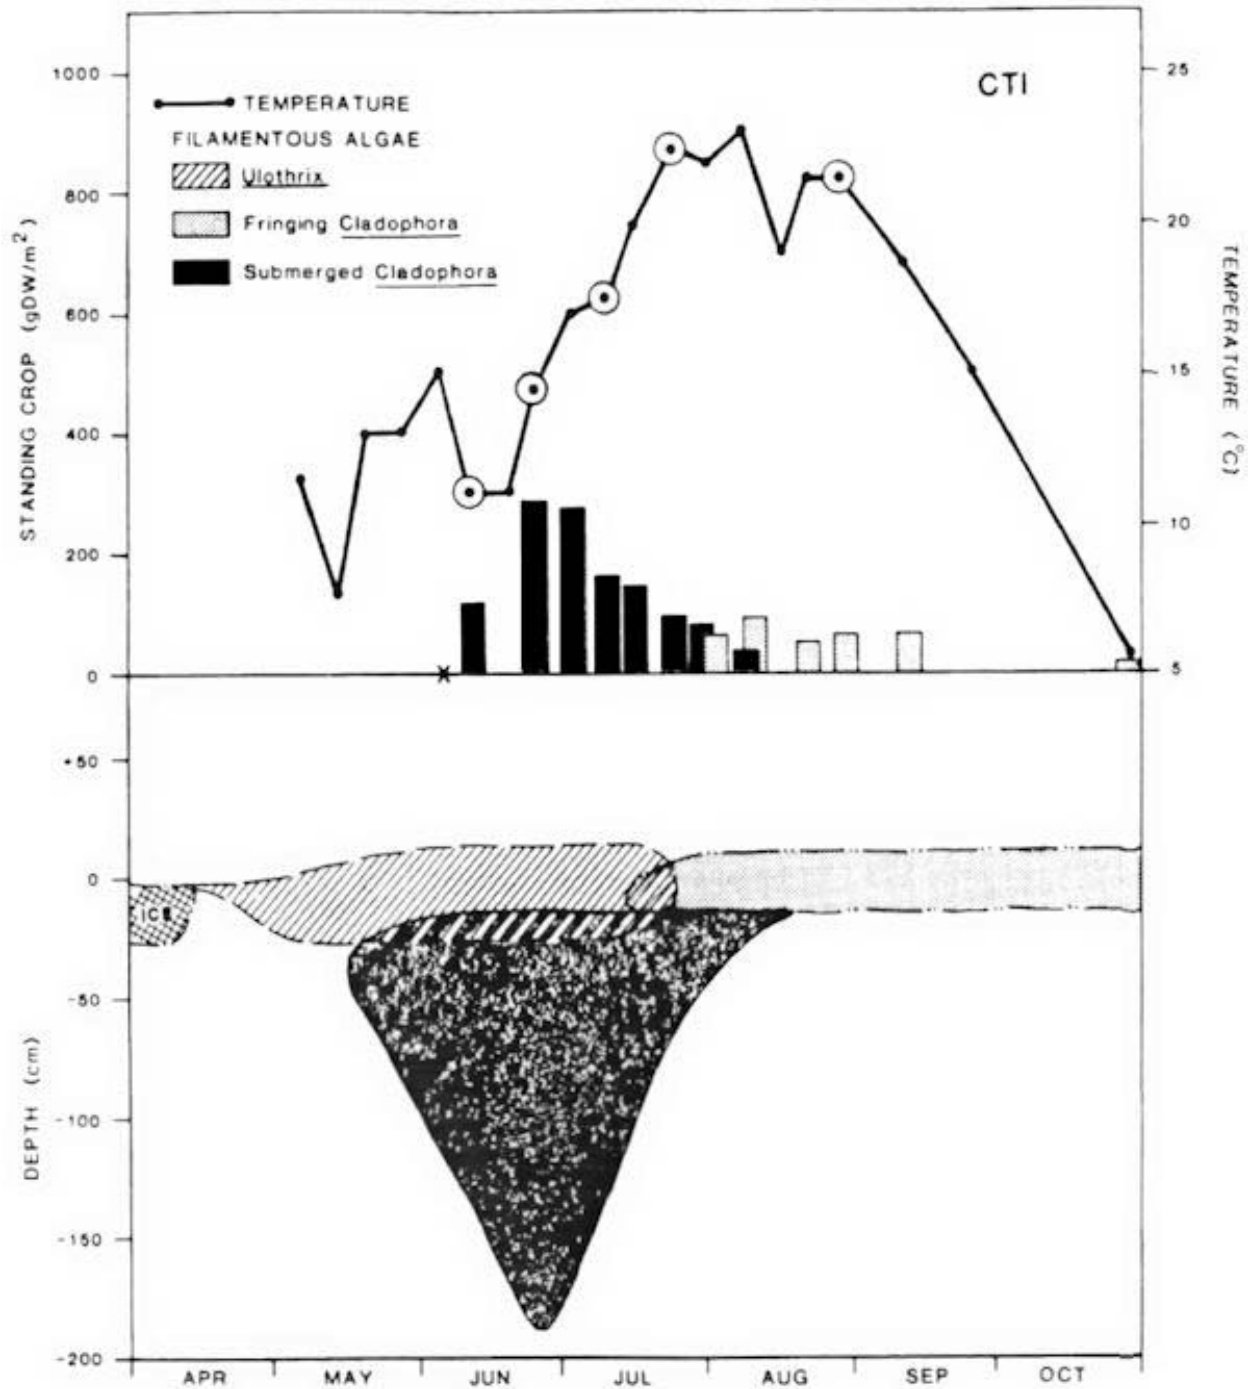 CTI
TEMPERATURE
FILAMENTOUS ALGAE
Ulothrix
Fringing Cladophora
Submerged Cladophora
STANDING CROP (gDW/m²)
1000
800
600
400
200
0
TEMPERATURE (°C)
25
20
15
10
5
DEPTH (cm)
+50
0
-50
-100
-150
-200
ICE
APR MAY JUN JUL AUG SEP OCT